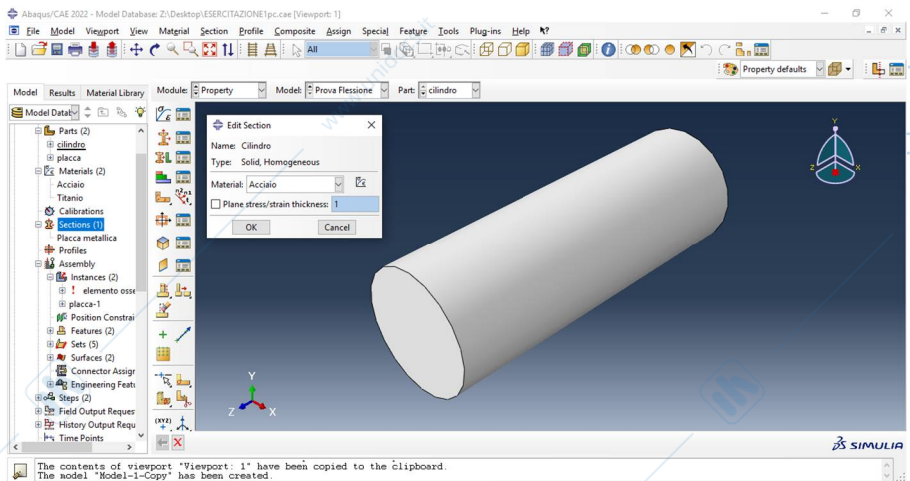 Abaqus/CAE 2022 - Model Database: Z:\Desktop\ESERCITAZIONE1pc.cae [Viewport: 1]
File Model Viewport View Material Section Profile Composite Assign Special Feature Tools Plug-ins Help
All
Property defaults
Model Results Material Library Module: Property Model: Prova Flessione Part: cilindro
Model Datab
Parts (2)
cilindro
placca
Materials (2)
Acciaio
Titanio
Calibrations
Sections (1)
Placca metallica
Profiles
Assembly
Instances (2)
elemento osse
placca-1
Position Constrai
Features (2)
Sets (5)
Surfaces (2)
Connector Assigr
Engineering Featu
Steps (2)
Field Output Reques
History Output Requ
Time Points
Edit Section
Name: Cilindro
Type: Solid, Homogeneous
Material: Acciaio
Plane stress/strain thickness: 1
OK Cancel
Y
Z X
Y
Z X
(XYZ)
SIMULIA
The contents of viewport "Viewport: 1" have been copied to the clipboard.
The model "Model-1-Copy" has been created.